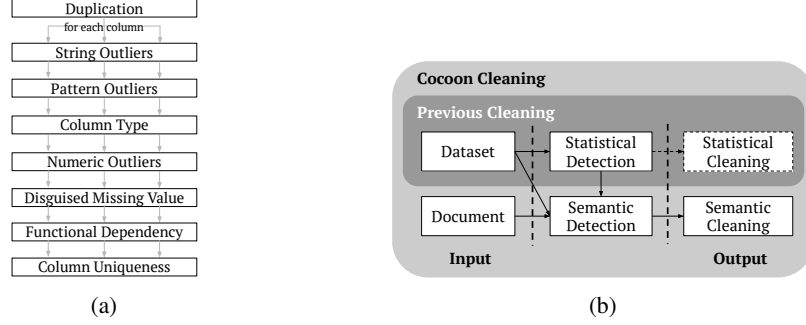 Duplication
for each column
String Outliers
Pattern Outliers
Column Type
Numeric Outliers
Disguised Missing Value
Functional Dependency
Column Uniqueness
(a)
Cocoon Cleaning
Previous Cleaning
Dataset
Statistical
Detection
Statistical
Cleaning
Document
Semantic
Detection
Semantic
Cleaning
Input
Output
(b)